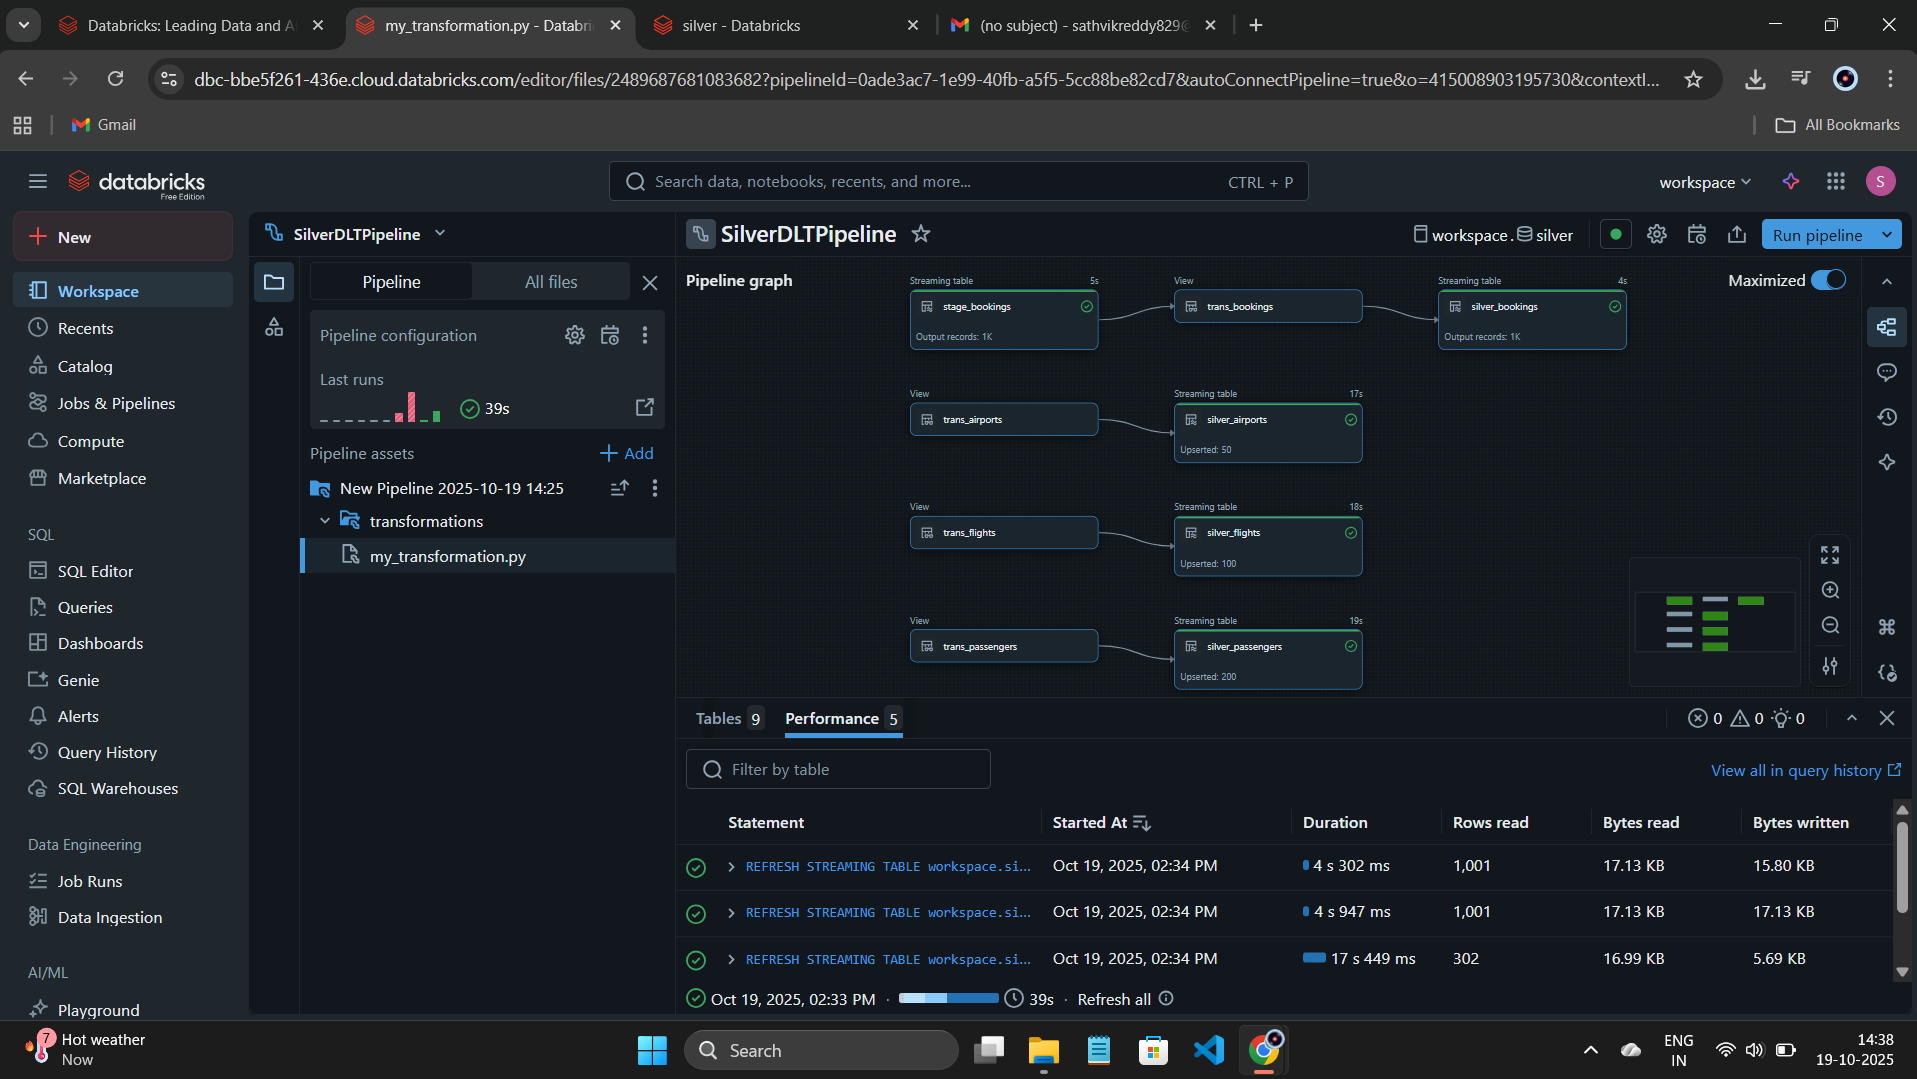 Databricks: Leading Data and A
my_transformation.py - Databri
silver - Databricks
(no subject) - sathvikreddy829@
dbc-bbe5f261-436e.cloud.databricks.com/editor/files/2489687681083682?pipelineId=0ade3ac7-1e99-40fb-a5f5-5cc88be82cd7&autoConnectPipeline=true&o=415008903195730&contextI...
Gmail
All Bookmarks
databricks
Free Edition
Search data, notebooks, recents, and more...
CTRL + P
workspace
S
New
Workspace
Recents
Catalog
Jobs & Pipelines
Compute
Marketplace
SQL
SQL Editor
Queries
Dashboards
Genie
Alerts
Query History
SQL Warehouses
Data Engineering
Job Runs
Data Ingestion
AI/ML
Playground
SilverDLTPipeline
Pipeline
All files
Pipeline configuration
Last runs
39s
Pipeline assets
Add
New Pipeline 2025-10-19 14:25
transformations
my_transformation.py
SilverDLTPipeline
workspace.
silver
Run pipeline
Pipeline graph
Maximized
Streaming table 5s
stage_bookings
Output records: 1K
View
trans_bookings
Streaming table 4s
silver_bookings
Output records: 1K
View
trans_airports
Streaming table 17s
silver_airports
Upserted: 50
View
trans_flights
Streaming table 18s
silver_flights
Upserted: 100
View
trans_passengers
Streaming table 19s
silver_passengers
Upserted: 200
Tables 9
Performance 5
0 0 0
Filter by table
View all in query history
Statement Started At Duration Rows read Bytes read Bytes written
REFRESH STREAMING TABLE workspace.si... Oct 19, 2025, 02:34 PM 4 s 302 ms 1,001 17.13 KB 15.80 KB
REFRESH STREAMING TABLE workspace.si... Oct 19, 2025, 02:34 PM 4 s 947 ms 1,001 17.13 KB 17.13 KB
REFRESH STREAMING TABLE workspace.si... Oct 19, 2025, 02:34 PM 17 s 449 ms 302 16.99 KB 5.69 KB
Oct 19, 2025, 02:33 PM · 39s · Refresh all
7
Hot weather
Now
Search
ENG
IN
14:38
19-10-2025